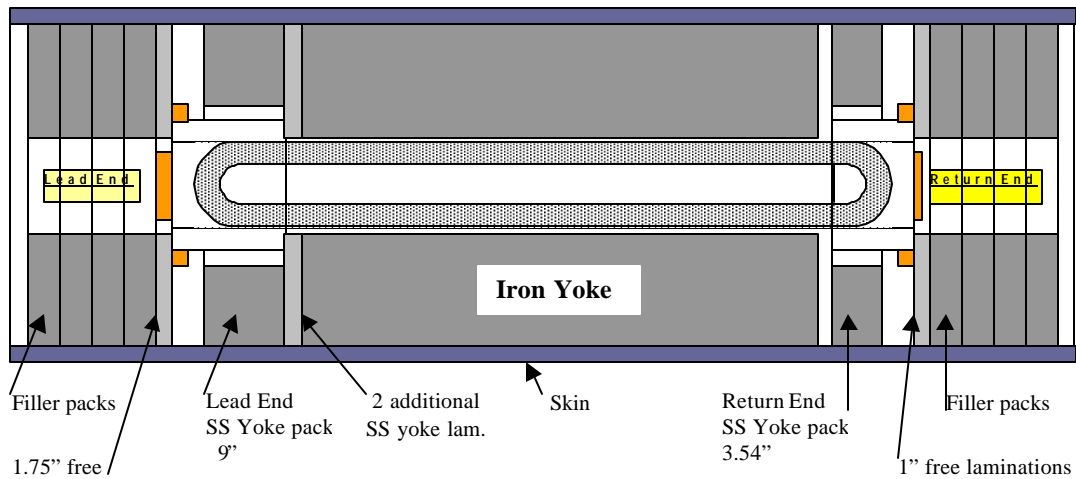 Lead End
Return End
Iron Yoke
Filler packs
Lead End
SS Yoke pack
9”
2 additional
SS yoke lam.
Skin
Return End
SS Yoke pack
3.54”
Filler packs
1.75” free
1” free laminations